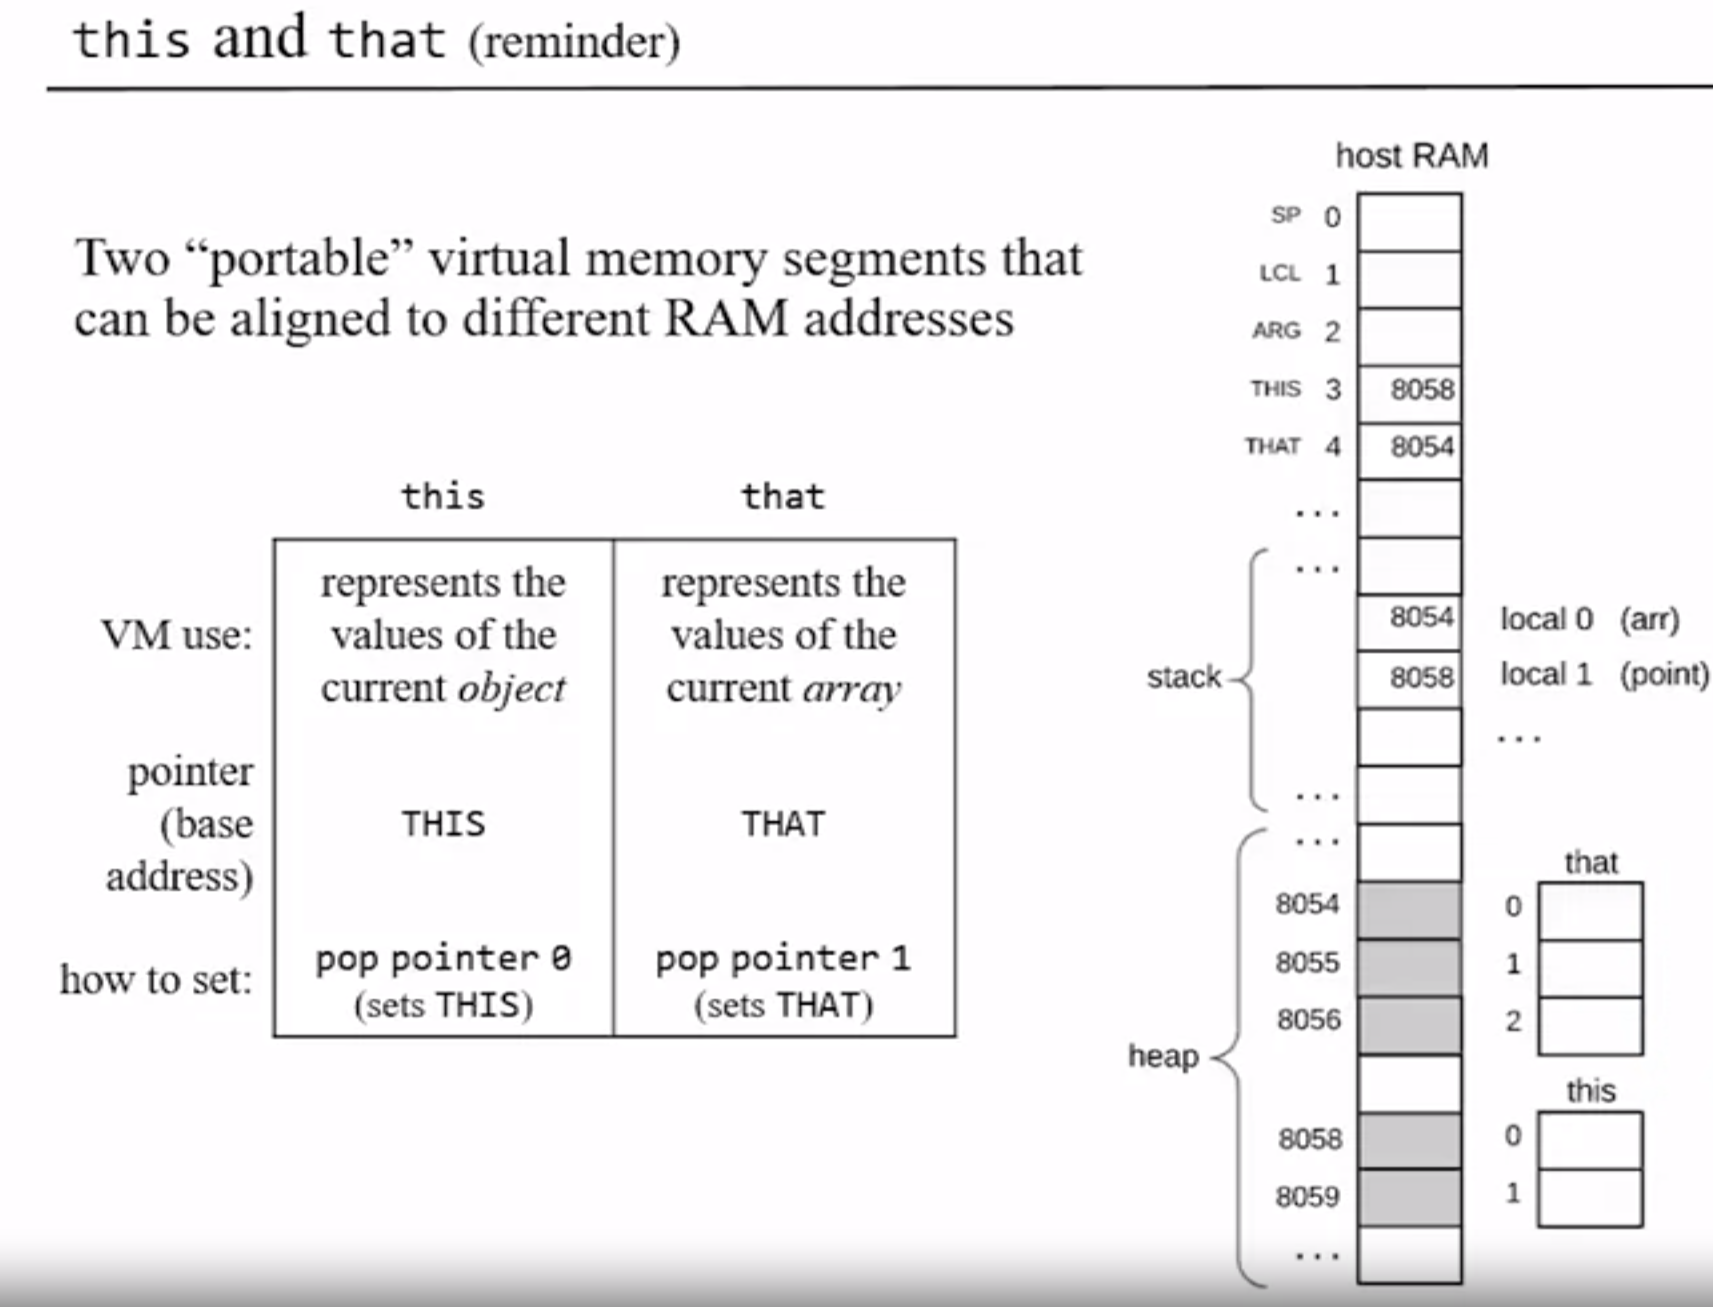 this and that (reminder)
Two “portable” virtual memory segments that
can be aligned to different RAM addresses
this that
VM use:
represents the
values of the
current object
represents the
values of the
current array
pointer
(base
address)
THIS
THAT
how to set:
pop pointer 0
(sets THIS)
pop pointer 1
(sets THAT)
host RAM
SP 0
LCL 1
ARG 2
THIS 3 8058
THAT 4 8054
...
stack
...
8054 local 0 (arr)
8058 local 1 (point)
...
...
heap
...
8054
8055
8056
8058
8059
...
that
0
1
2
this
0
1